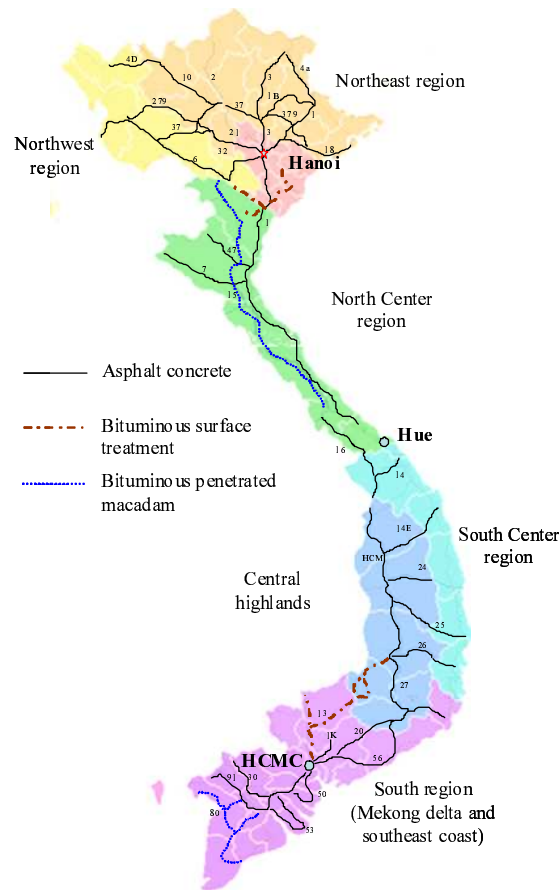 4D
10
2
3
4a
Northeast region
1B
279
37
379
1
37
21
3
18
32
Hanoi
Northwest
region
6
1
47
7
15
North Center
region
Asphalt concrete
Bituminous surface
treatment
Hue
16
Bituminous penetrated
macadam
14
14E
South Center
region
HCM
24
Central
highlands
25
26
27
13
1K
20
HCMC
56
91
30
South region
(Mekong delta and
southeast coast)
50
80
53